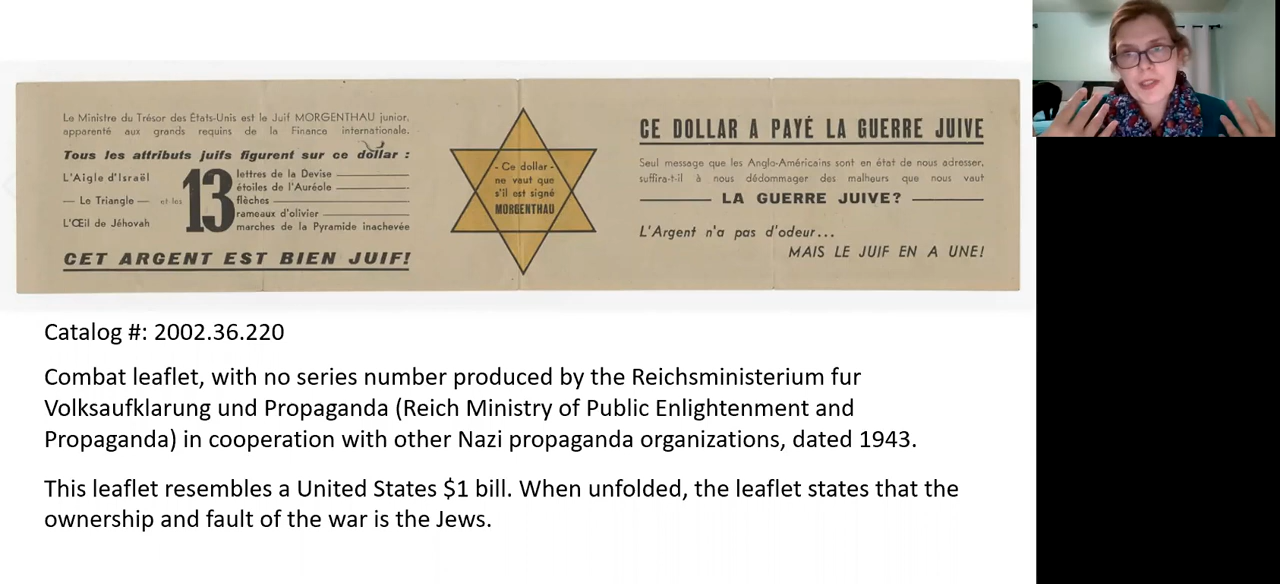 Le Ministre du Trésor des États-Unis est le Juif MORGENTHAU junior,
apparenté aux grands requins de la Finance internationale.
Tous les attributs juifs figurent sur ce dollar :
L'Aigle d'Israël
— Le Triangle —
L'Œil de Jéhovah
et les
13
lettres de la Devise
étoiles de l'Auréole
flèches
rameaux d'olivier
marches de la Pyramide inachevée
CET ARGENT EST BIEN JUIF!
- Ce dollar -
ne vaut que
s'il est signé
MORGENTHAU
CE DOLLAR A PAYÉ LA GUERRE JUIVE
Seul message que les Anglo-Américains sont en état de nous adresser,
suffira-t-il à nous dédommager des malheurs que nous vaut
LA GUERRE JUIVE?
L'Argent n'a pas d'odeur...
MAIS LE JUIF EN A UNE!
Catalog #: 2002.36.220
Combat leaflet, with no series number produced by the Reichsministerium fur
Volksaufklarung und Propaganda (Reich Ministry of Public Enlightenment and
Propaganda) in cooperation with other Nazi propaganda organizations, dated 1943.
This leaflet resembles a United States $1 bill. When unfolded, the leaflet states that the
ownership and fault of the war is the Jews.